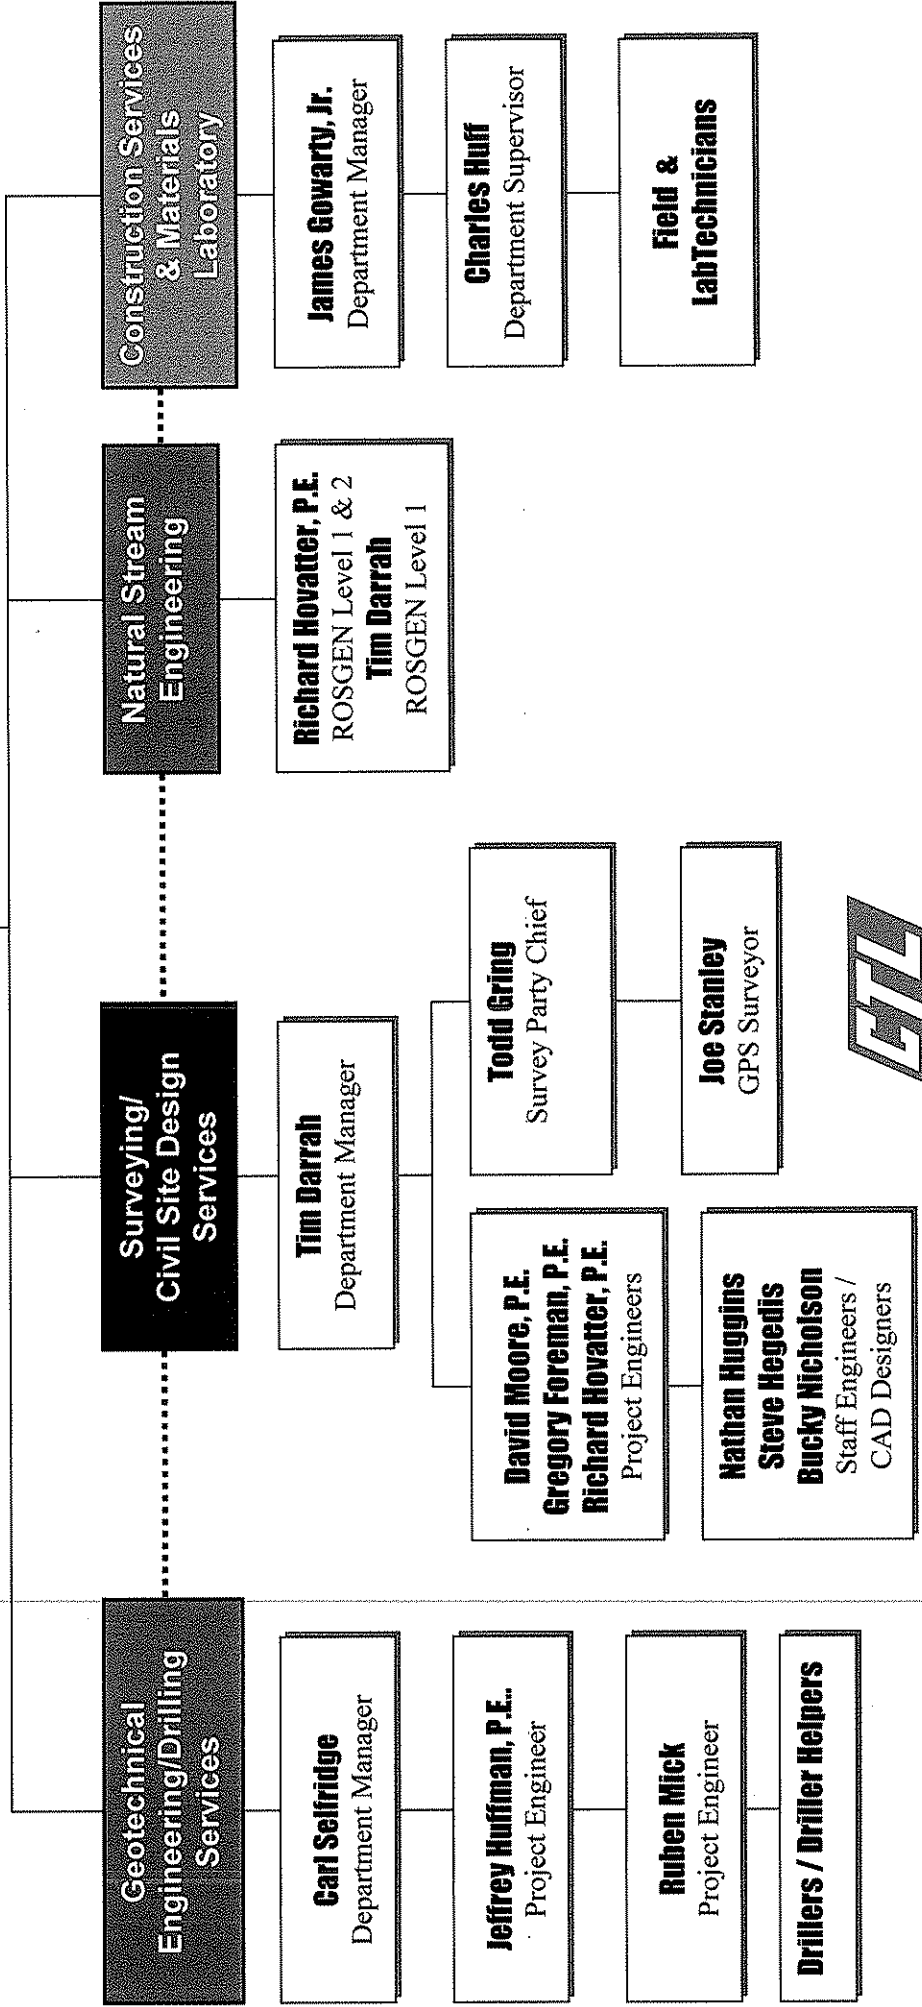 Geotechnical
Engineering/Drilling
Services
Carl Selfridge
Department Manager
Jeffrey Huffman, P.E..
Project Engineer
Ruben Mick
Project Engineer
Drillers / Driller Helpers
Surveying/
Civil Site Design
Services
Tim Darrah
Department Manager
David Moore, P.E.
Gregory Foreman, P.E.
Richard Hovatter, P.E.
Project Engineers
Nathan Huggins
Steve Hegedis
Bucky Nicholson
Staff Engineers /
CAD Designers
Todd Gring
Survey Party Chief
Joe Stanley
GPS Surveyor
Natural Stream
Engineering
Richard Hovatter, P.E.
ROSGEN Level 1 & 2
Tim Darrah
ROSGEN Level 1
Construction Services
& Materials
Laboratory
James Gowarty, Jr.
Department Manager
Charles Huff
Department Supervisor
Field &
LabTechnicians
CTL